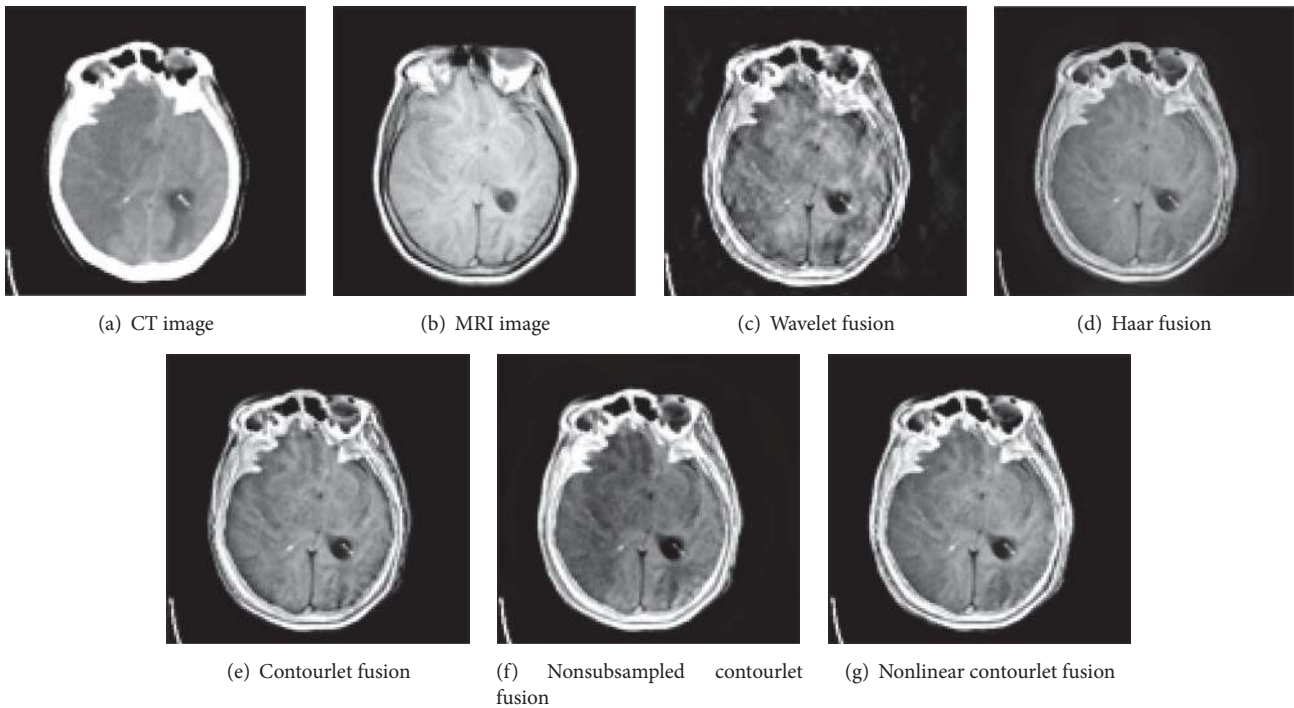 (a) CT image
(b) MRI image
(c) Wavelet fusion
(d) Haar fusion
(e) Contourlet fusion
(f) Nonsubsampled contourlet
fusion
(g) Nonlinear contourlet fusion